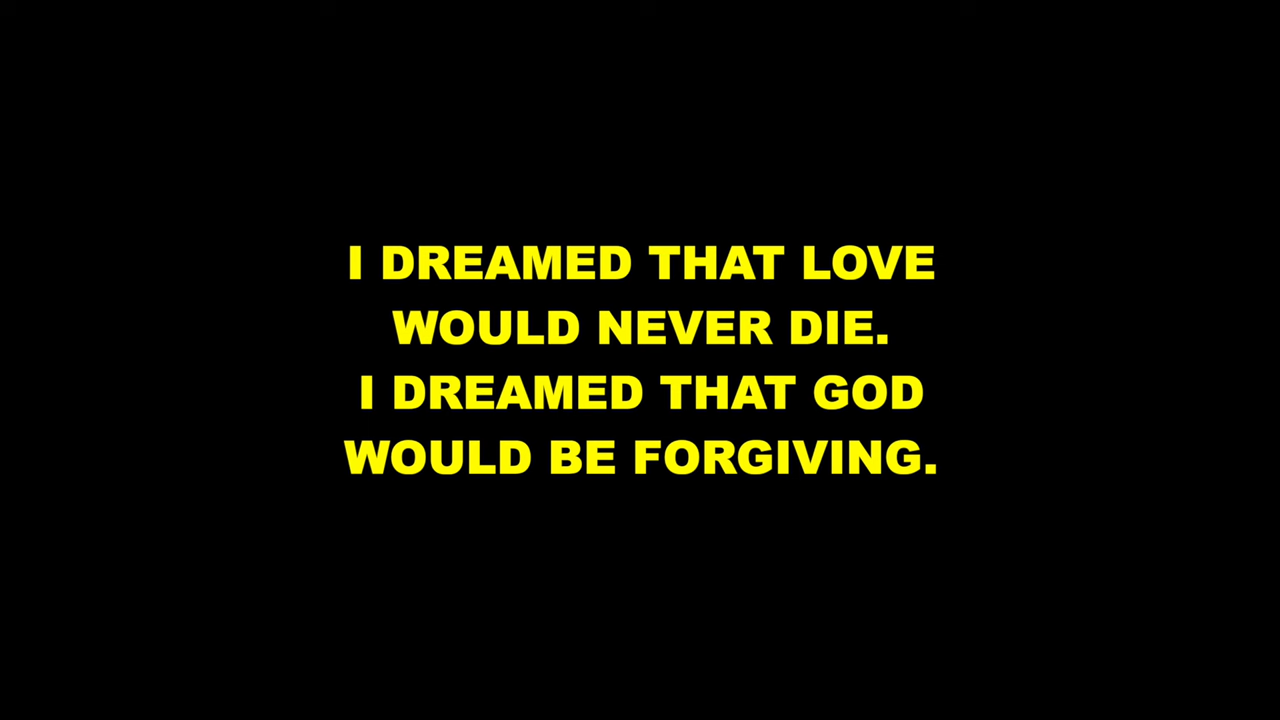 I DREAMED THAT LOVE
WOULD NEVER DIE.
I DREAMED THAT GOD
WOULD BE FORGIVING.